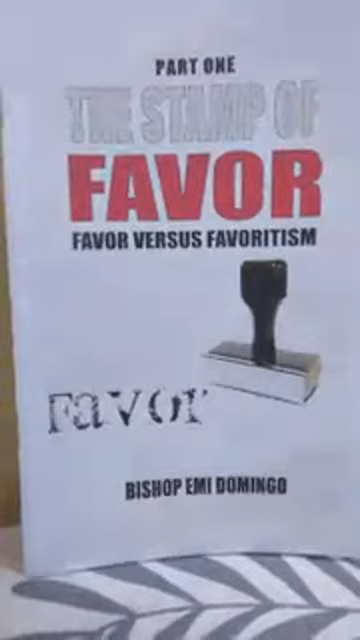 PART ONE
THE STAMP OF
FAVOR
FAVOR VERSUS FAVORITISM
Favor
BISHOP EMI DOMINGO